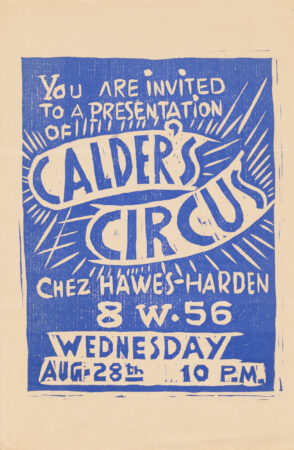 You ARE INVITED
TO A PRESENTATION
OF
CALDER'S
CIRCUS
CHEZ HAWES-HARDEN
8 W. 56
WEDNESDAY
AUG-28th 10 P.M.